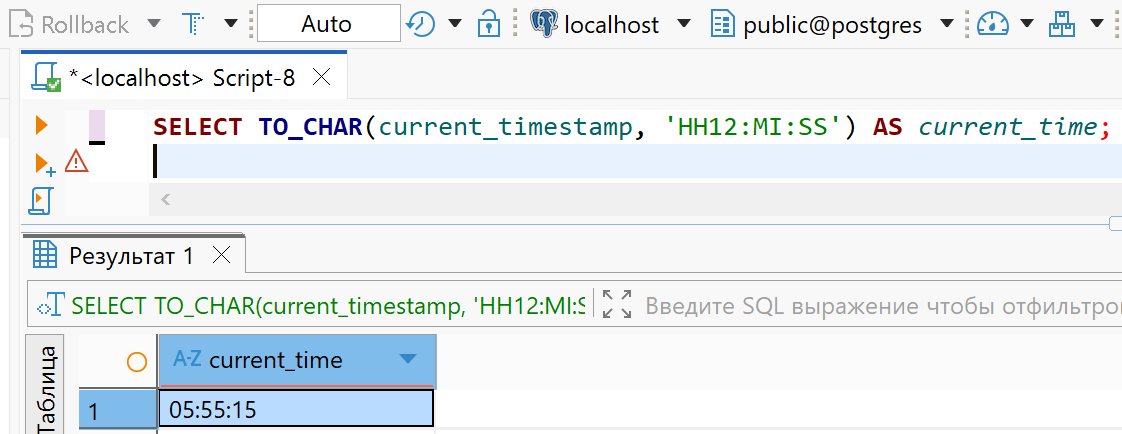 Rollback T Auto localhost public@postgres
*<localhost> Script-8
SELECT TO_CHAR(current_timestamp, 'HH12:MI:SS') AS current_time;
Результат 1
SELECT TO_CHAR(current_timestamp, 'HH12:MI:S
Введите SQL выражение чтобы отфильтро
Таблица
A-Z current_time
1 05:55:15